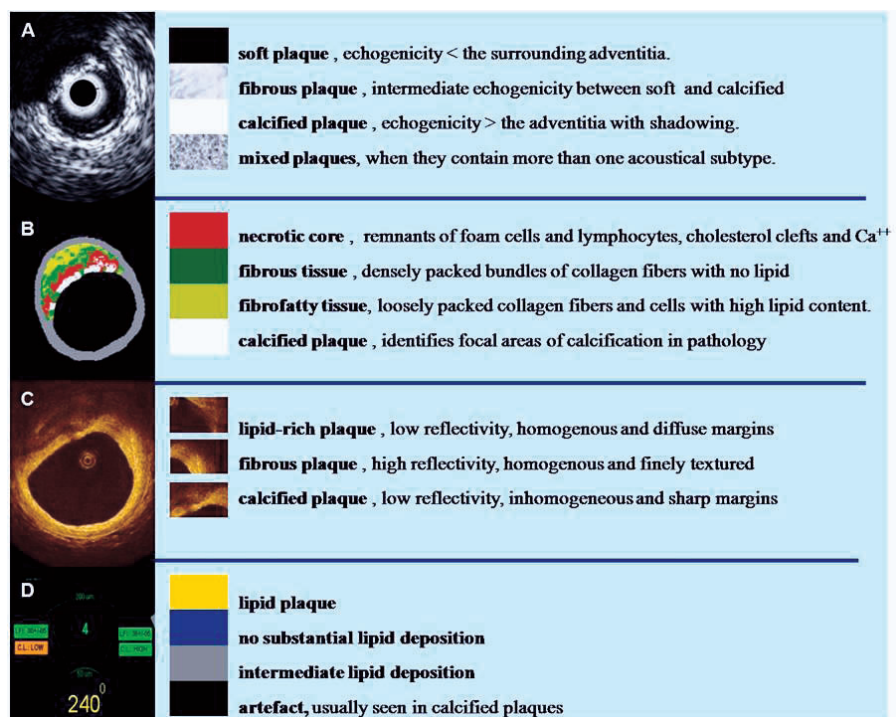 A
soft plaque , echogenicity < the surrounding adventitia.
fibrous plaque , intermediate echogenicity between soft and calcified
calcified plaque , echogenicity > the adventitia with shadowing.
mixed plaques, when they contain more than one acoustical subtype.
B
necrotic core , remnants of foam cells and lymphocytes, cholesterol clefts and Ca++
fibrous tissue , densely packed bundles of collagen fibers with no lipid
fibrofatty tissue, loosely packed collagen fibers and cells with high lipid content.
calcified plaque , identifies focal areas of calcification in pathology
C
lipid-rich plaque , low reflectivity, homogenous and diffuse margins
fibrous plaque , high reflectivity, homogenous and finely textured
calcified plaque , low reflectivity, inhomogeneous and sharp margins
D
4
C.L: LOW
240 0
lipid plaque
no substantial lipid deposition
intermediate lipid deposition
artefact, usually seen in calcified plaques